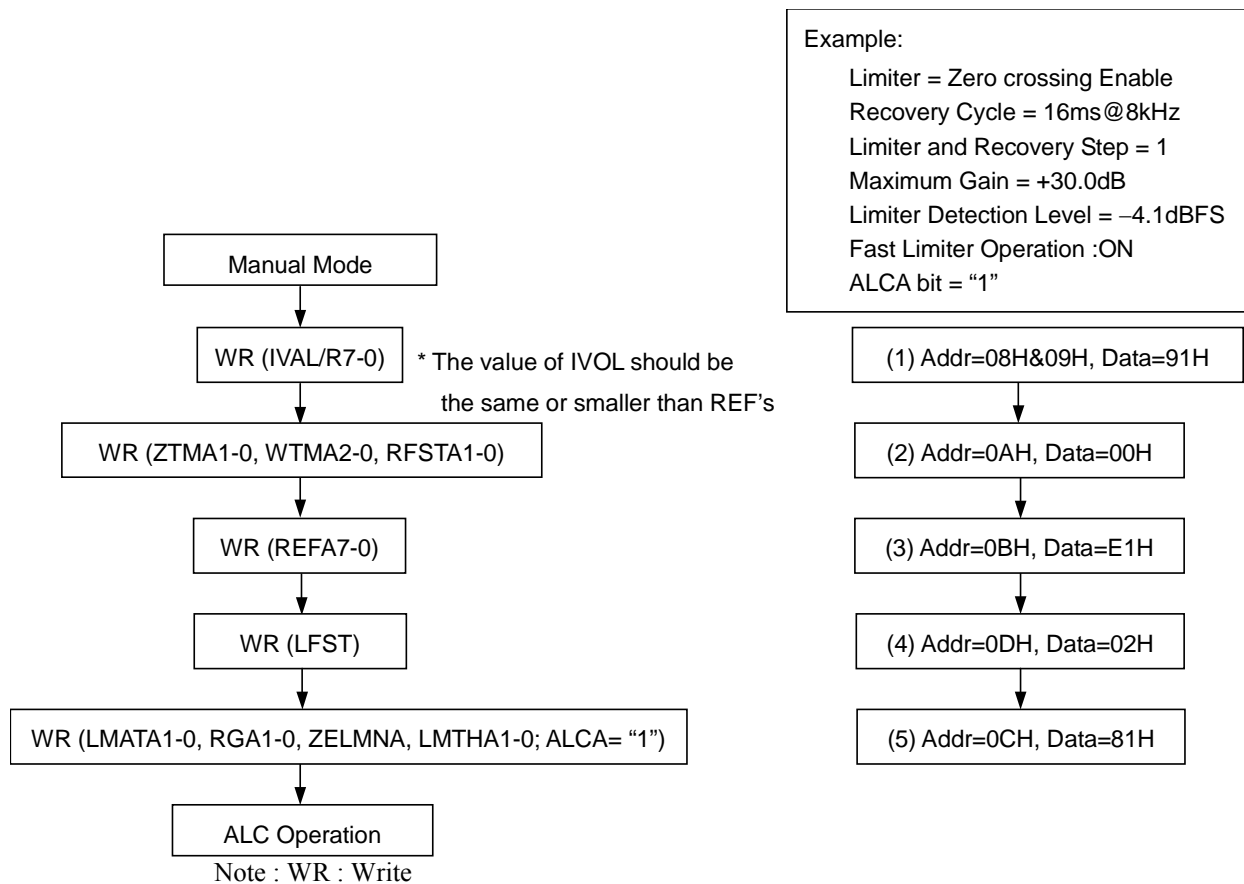 Example:
Limiter = Zero crossing Enable
Recovery Cycle = 16ms@8kHz
Limiter and Recovery Step = 1
Maximum Gain = +30.0dB
Limiter Detection Level = −4.1dBFS
Fast Limiter Operation :ON
ALCA bit = “1”
Manual Mode
WR (IVAL/R7-0)
* The value of IVOL should be
the same or smaller than REF’s
WR (ZTMA1-0, WTMA2-0, RFSTA1-0)
WR (REFA7-0)
WR (LFST)
WR (LMATA1-0, RGA1-0, ZELMNA, LMTHA1-0; ALCA= “1”)
ALC Operation
Note : WR : Write
(1) Addr=08H&09H, Data=91H
(2) Addr=0AH, Data=00H
(3) Addr=0BH, Data=E1H
(4) Addr=0DH, Data=02H
(5) Addr=0CH, Data=81H